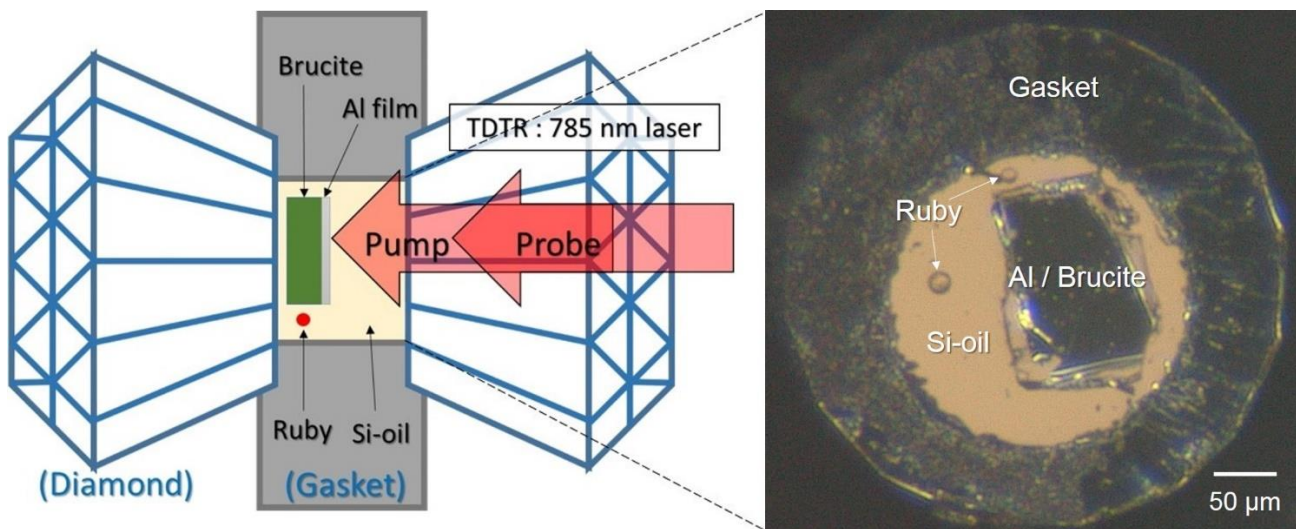 Brucite
Al film
TDTR : 785 nm laser
Pump
Probe
Ruby
Si-oil
(Diamond)
(Gasket)
Gasket
Ruby
Al / Brucite
Si-oil
50 µm